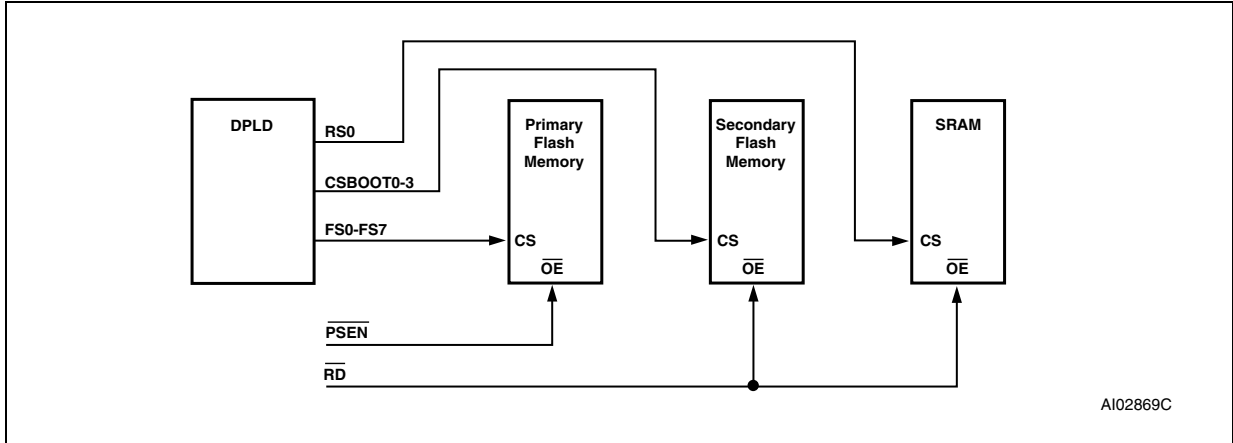 DPLD
RS0
CSBOOT0-3
FS0-FS7
Primary
Flash
Memory
CS
OE
Secondary
Flash
Memory
CS
OE
SRAM
CS
OE
PSEN
RD
AI02869C